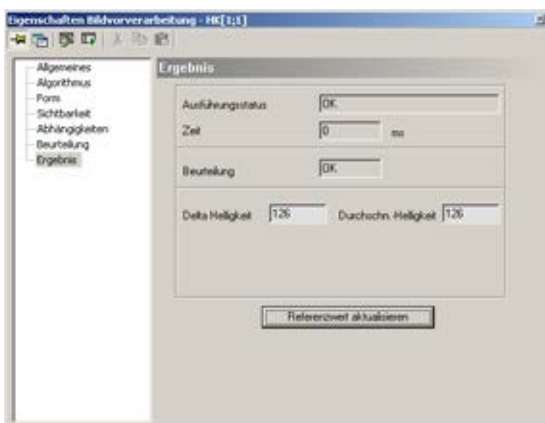 Eigenschaften Bildvorverarbeitung - HK[1;1]
Allgemeines
Algorithmus
Form
Sichtbarkeit
Abhängigkeiten
Beurteilung
Ergebnis
Ergebnis
Ausführungsstatus OK
Zeit 0 ms
Beurteilung OK
Delta Helligkeit 126 Durchschn.-Helligkeit 126
Referenzwert aktualisieren